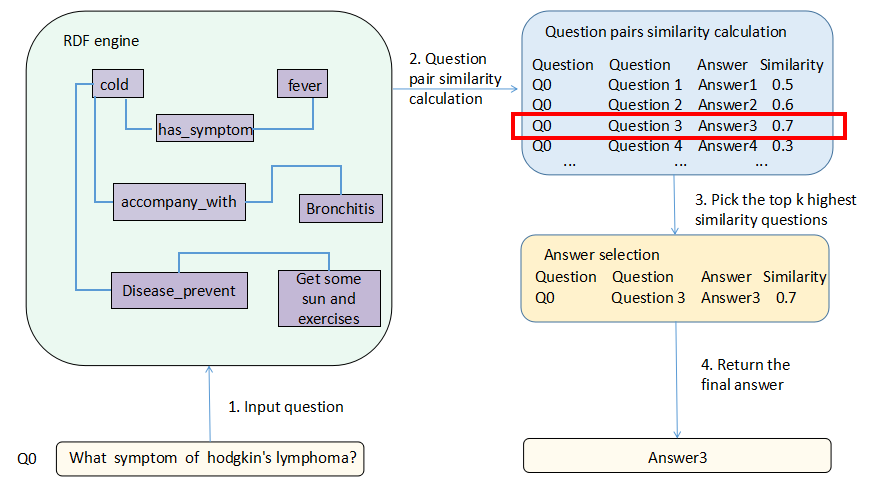 RDF engine
cold
fever
has_symptom
accompany_with
Bronchitis
Disease_prevent
Get some
sun and
exercises
1. Input question
Q0
What symptom of hodgkin's lymphoma?
2. Question
pair similarity
calculation
Question pairs similarity calculation
Question Question Answer Similarity
Q0 Question 1 Answer1 0.5
Q0 Question 2 Answer2 0.6
Q0 Question 3 Answer3 0.7
Q0 Question 4 Answer4 0.3
... ... ...
3. Pick the top k highest
similarity questions
Answer selection
Question Question Answer Similarity
Q0 Question 3 Answer3 0.7
4. Return the
final answer
Answer3